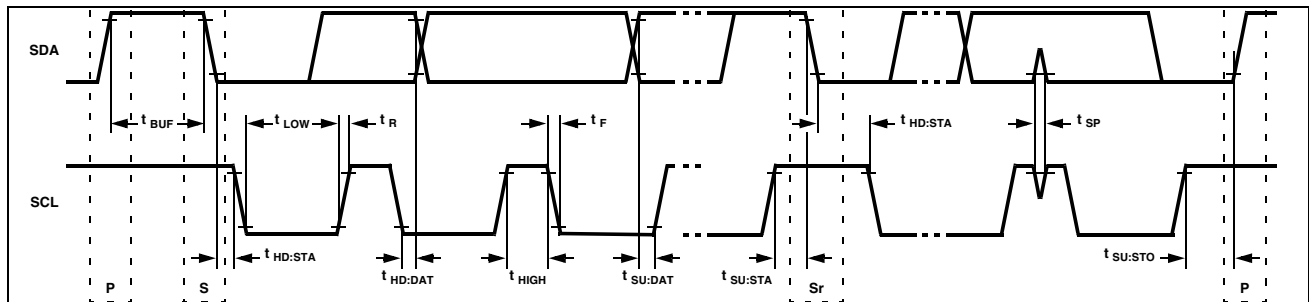 SDA
t BUF
t LOW
t R
t F
t HD:STA
t SP
SCL
t HD:STA
t HD:DAT
t HIGH
t SU:DAT
t SU:STA
t SU:STO
P
S
Sr
P